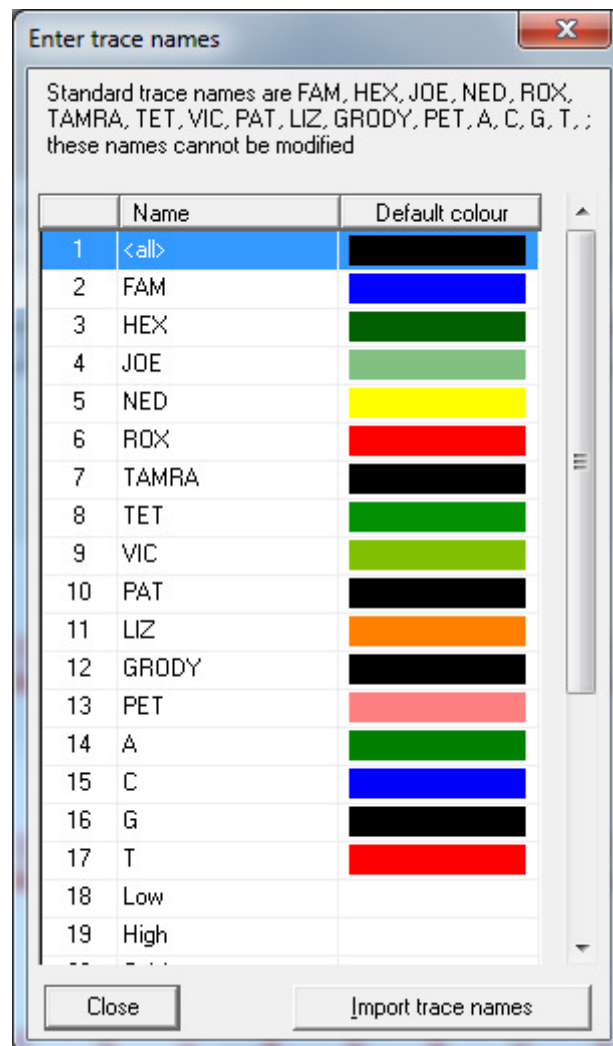 Enter trace names
x
Standard trace names are FAM, HEX, JOE, NED, ROX,
TAMRA, TET, VIC, PAT, LIZ, GRODY, PET, A, C, G, T, ;
these names cannot be modified
Name Default colour
1 <all>
2 FAM
3 HEX
4 JOE
5 NED
6 ROX
7 TAMRA
8 TET
9 VIC
10 PAT
11 LIZ
12 GRODY
13 PET
14 A
15 C
16 G
17 T
18 Low
19 High
Close Import trace names